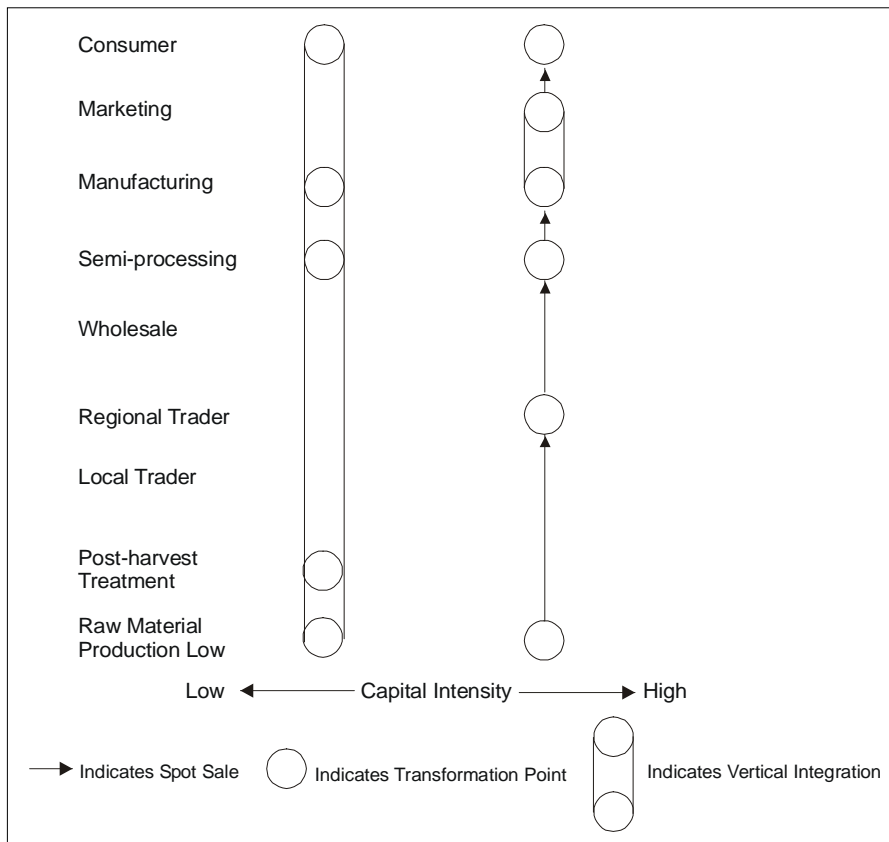 Consumer
Marketing
Manufacturing
Semi-processing
Wholesale
Regional Trader
Local Trader
Post-harvest
Treatment
Raw Material
Production Low
Low Capital Intensity High
Indicates Spot Sale Indicates Transformation Point Indicates Vertical Integration